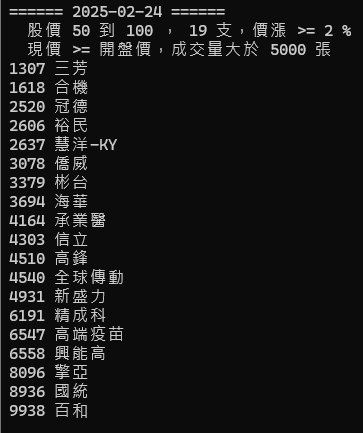 ====== 2025-02-24 ======
股價 50 到 100 , 19 支，價漲 >= 2 %
現價 >= 開盤價，成交量大於 5000 張
1307 三芳
1618 合機
2520 冠德
2606 裕民
2637 慧洋-KY
3078 僑威
3379 彬台
3694 海華
4164 承業醫
4303 信立
4510 高鋒
4540 全球傳動
4931 新盛力
6191 精成科
6547 高端疫苗
6558 興能高
8096 擎亞
8936 國統
9938 百和